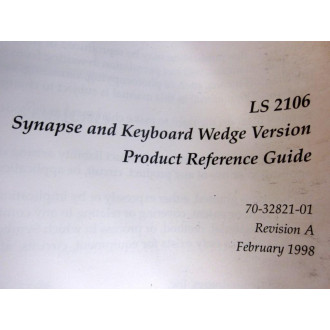 LS 2106
Synapse and Keyboard Wedge Version
Product Reference Guide
70-32821-01
Revision A
February 1998